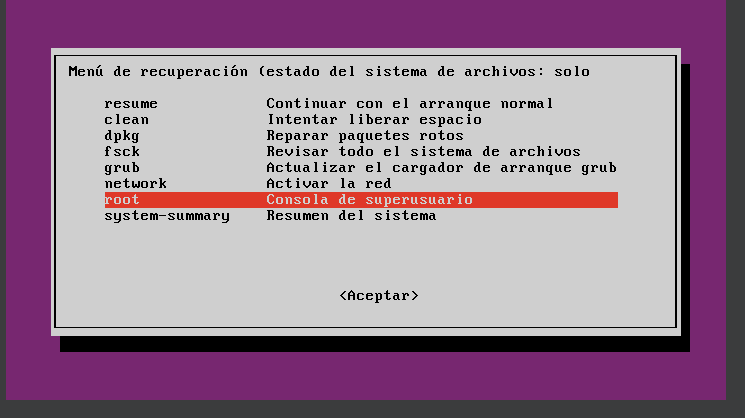 Menú de recuperación (estado del sistema de archivos: solo
resume Continuar con el arranque normal
clean Intentar liberar espacio
dpkg Reparar paquetes rotos
fsck Revisar todo el sistema de archivos
grub Actualizar el cargador de arranque grub
network Activar la red
root Consola de superusuario
system-summary Resumen del sistema
<Aceptar>